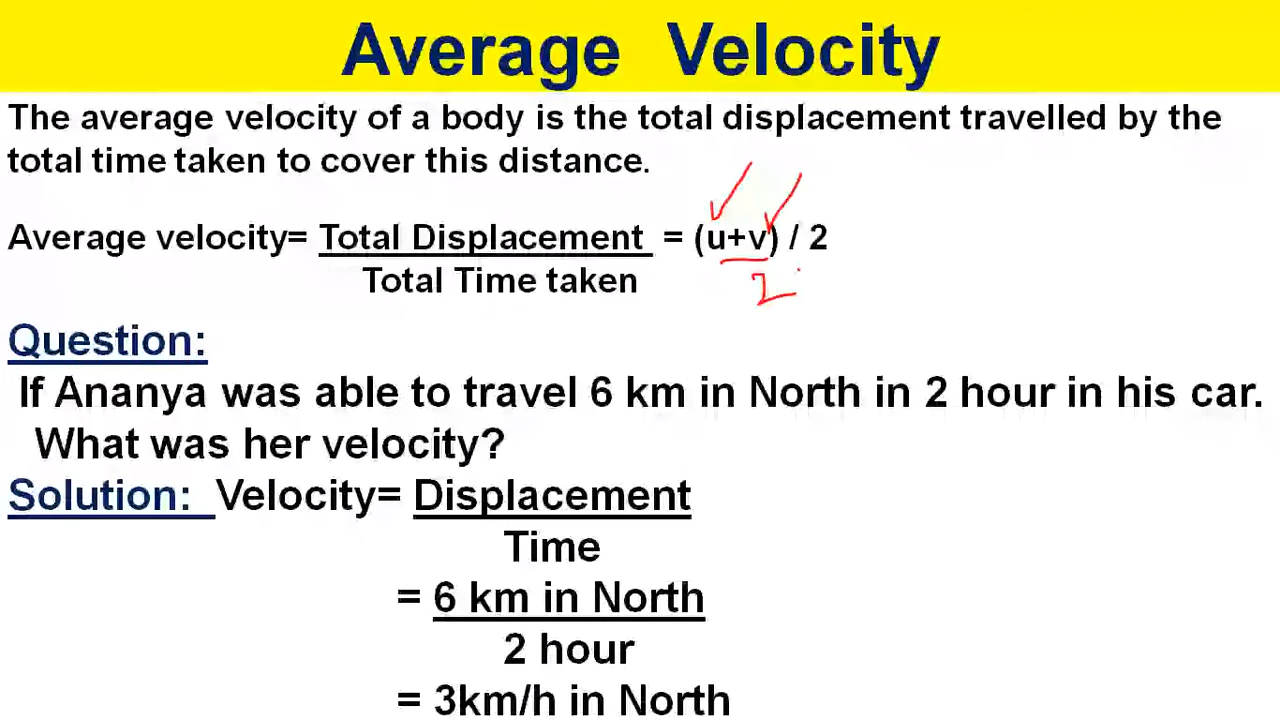 Average Velocity
The average velocity of a body is the total displacement travelled by the
total time taken to cover this distance.
Average velocity= Total Displacement = (u+v) / 2
Total Time taken
2
Question:
If Ananya was able to travel 6 km in North in 2 hour in his car.
What was her velocity?
Solution: Velocity= Displacement
Time
= 6 km in North
2 hour
= 3km/h in North